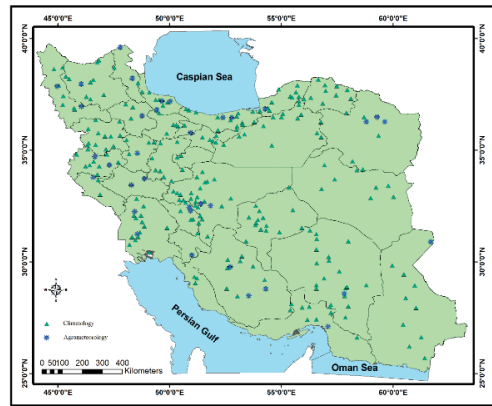 45°0'0"E 50°0'0"E 55°0'0"E 60°0'0"E
40°0'0"N 40°0'0"N
Caspian Sea
35°0'0"N 35°0'0"N
30°0'0"N 30°0'0"N
Persian Gulf
Climatology
Agrometeorology
0 50100 200 300 400
Kilometers
Oman Sea
25°0'0"N 25°0'0"N
45°0'0"E 50°0'0"E 55°0'0"E 60°0'0"E